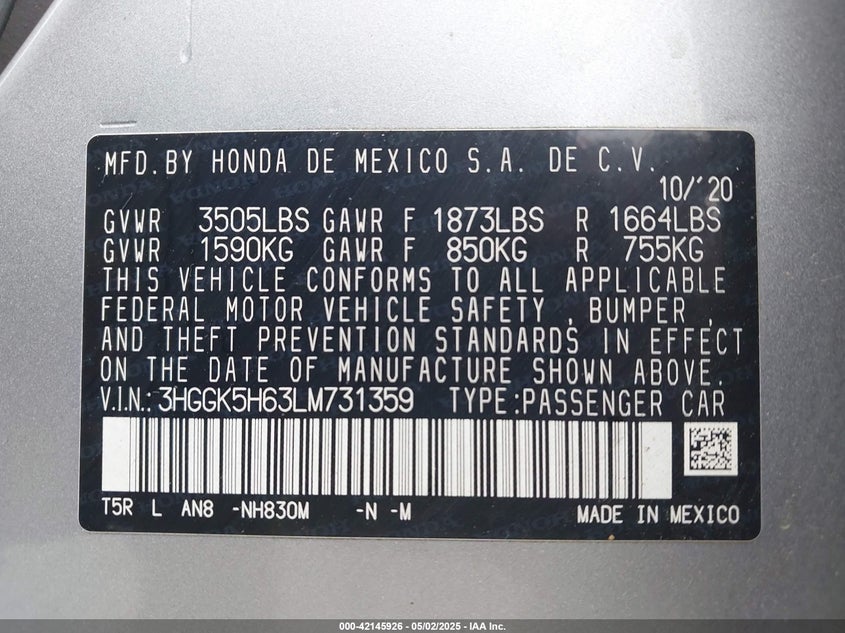 MFD.BY HONDA DE MEXICO S.A. DE C.V.
10/'20
GVWR 3505LBS GAWR F 1873LBS R 1664LBS
GVWR 1590KG GAWR F 850KG R 755KG
THIS VEHICLE CONFORMS TO ALL APPLICABLE
FEDERAL MOTOR VEHICLE SAFETY , BUMPER ,
AND THEFT PREVENTION STANDARDS IN EFFECT
ON THE DATE OF MANUFACTURE SHOWN ABOVE.
V.I.N.: 3HGGK5H63LM731359 TYPE:PASSENGER CAR
T5R L AN8 -NH830M -N -M MADE IN MEXICO
000-42145926 - 05/02/2025 - IAA Inc.